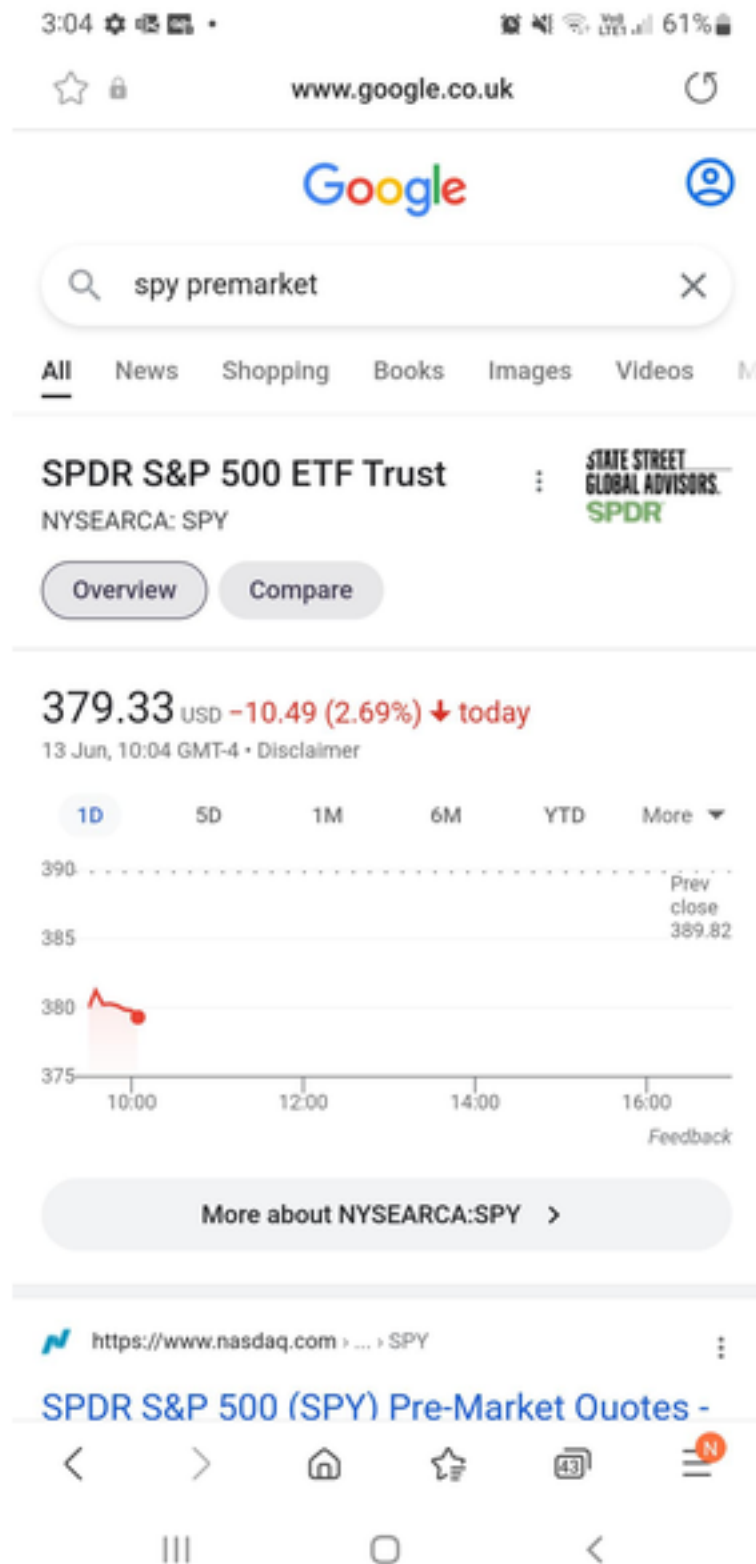 3:04
61%
www.google.co.uk
Google
spy premarket
All News Shopping Books Images Videos M
SPDR S&P 500 ETF Trust
NYSEARCA: SPY
STATE STREET
GLOBAL ADVISORS.
SPDR
Overview Compare
379.33 USD −10.49 (2.69%) ↓ today
13 Jun, 10:04 GMT-4 • Disclaimer
1D 5D 1M 6M YTD More
390
Prev
close
389.82
385
380
375
10:00 12:00 14:00 16:00
Feedback
More about NYSEARCA:SPY >
https://www.nasdaq.com › ... › SPY
SPDR S&P 500 (SPY) Pre-Market Quotes -
43
N